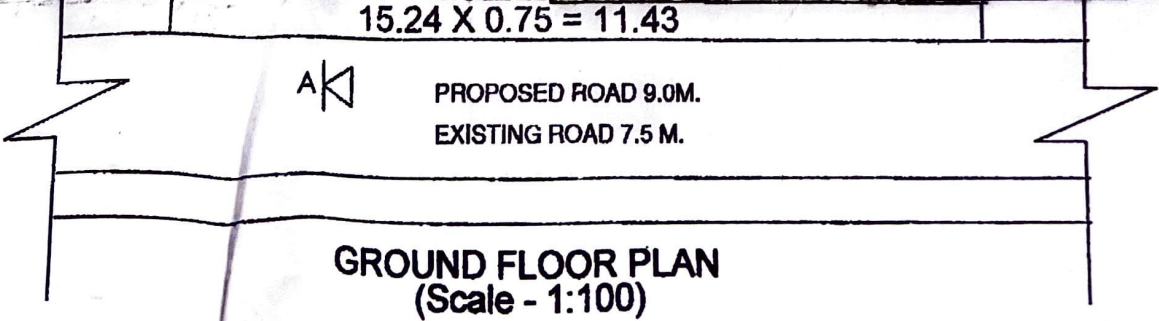 15.24 X 0.75 = 11.43
A
PROPOSED ROAD 9.0M.
EXISTING ROAD 7.5 M.
GROUND FLOOR PLAN
(Scale - 1:100)